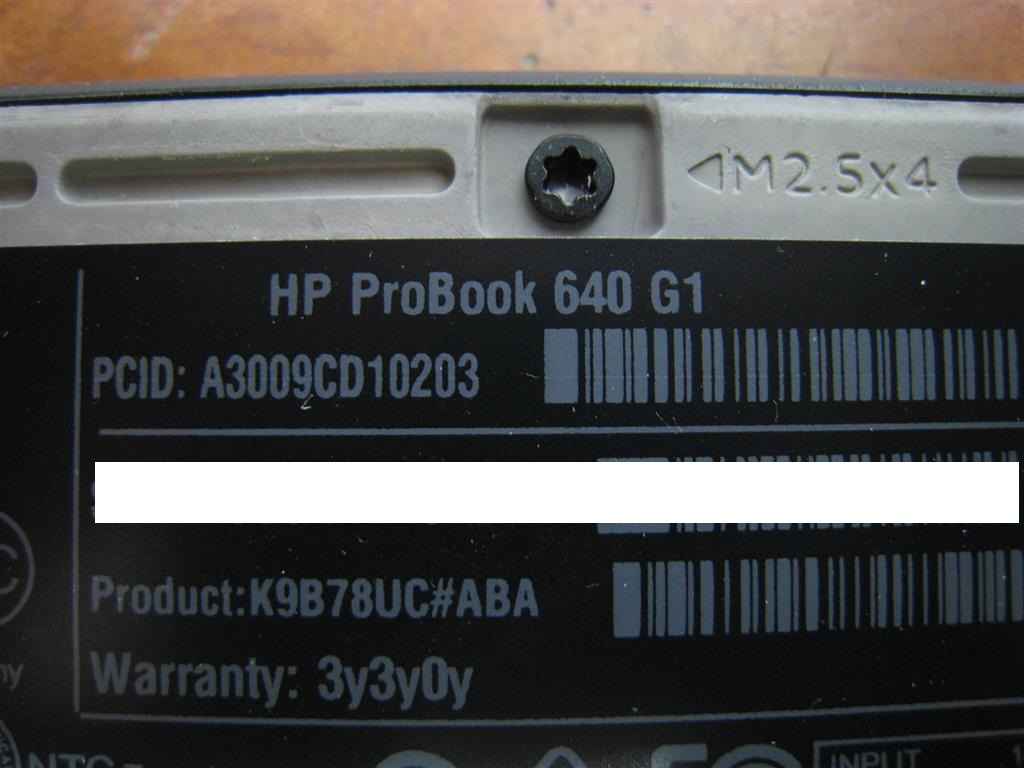 ◁M2.5x4
HP ProBook 640 G1
PCID: A3009CD10203
Product:K9B78UC#ABA
Warranty: 3y3y0y
INPUT